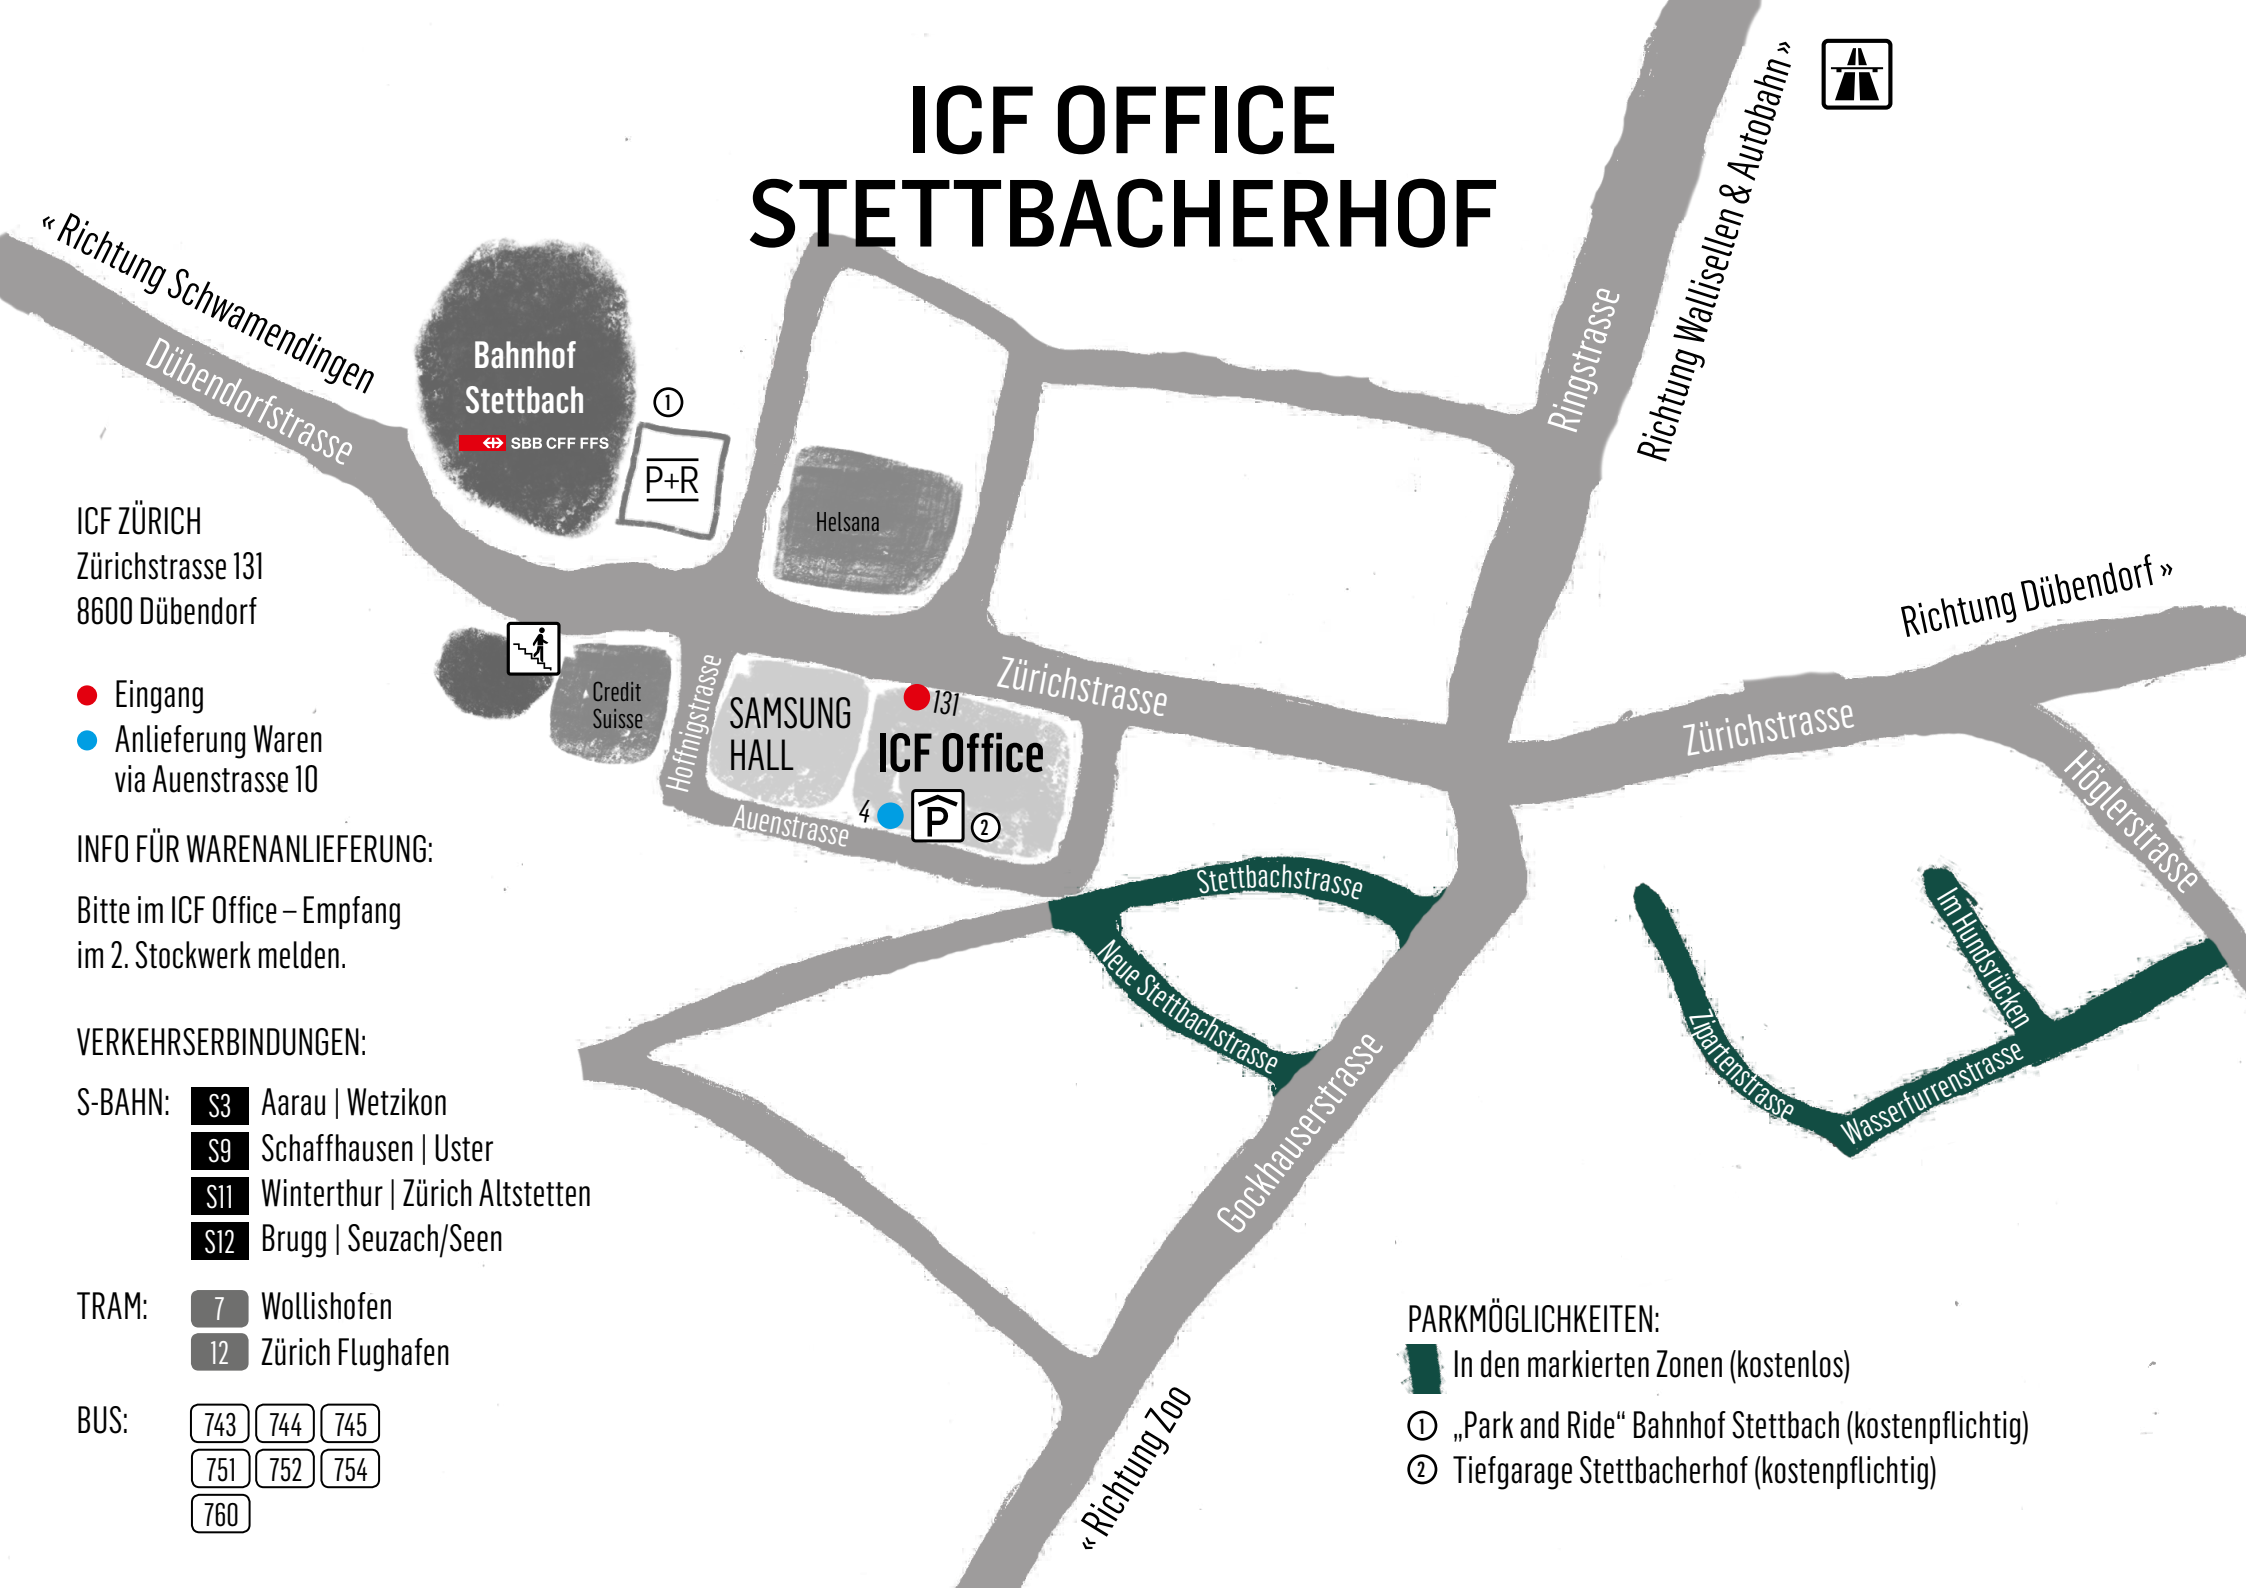 ICF OFFICE
STETTBACHERHOF
« Richtung Schwamendingen
Dübendorfstrasse
Bahnhof
Stettbach
SBB CFF FFS
1
P+R
Helsana
Ringstrasse
Richtung Wallisellen & Autobahn »
Richtung Dübendorf »
Zürichstrasse
Zürichstrasse
Höglerstrasse
Credit
Suisse
Hoffnigstrasse
SAMSUNG
HALL
131
ICF Office
4
P
2
Auenstrasse
Stettbachstrasse
Neue Stettbachstrasse
Gockhauserstrasse
Im Hundsrücken
Zipartenstrasse
Wasserfurrenstrasse
« Richtung Zoo
ICF ZÜRICH
Zürichstrasse 131
8600 Dübendorf
Eingang
Anlieferung Waren
via Auenstrasse 10
INFO FÜR WARENANLIEFERUNG:
Bitte im ICF Office – Empfang
im 2. Stockwerk melden.
VERKEHRSERBINDUNGEN:
S-BAHN: S3 Aarau | Wetzikon
S9 Schaffhausen | Uster
S11 Winterthur | Zürich Altstetten
S12 Brugg | Seuzach/Seen
TRAM: 7 Wollishofen
12 Zürich Flughafen
BUS: 743 744 745
751 752 754
760
PARKMÖGLICHKEITEN:
In den markierten Zonen (kostenlos)
1 „Park and Ride“ Bahnhof Stettbach (kostenpflichtig)
2 Tiefgarage Stettbacherhof (kostenpflichtig)